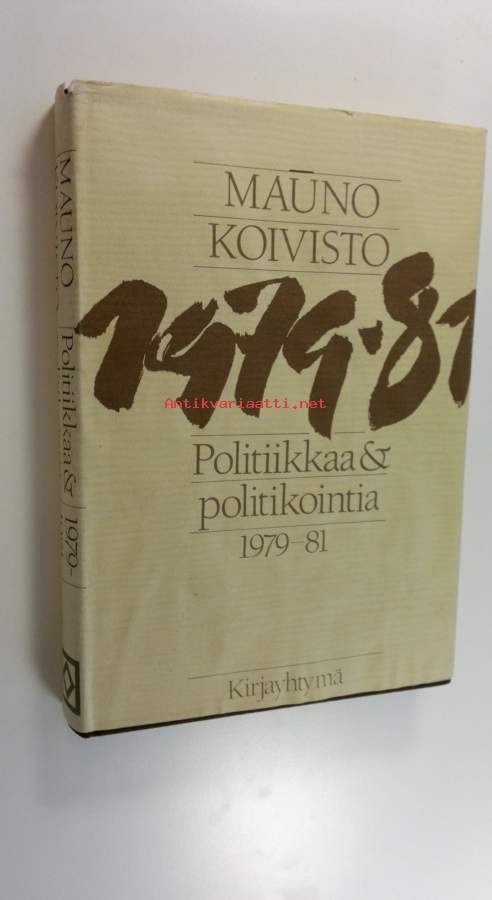 MAUNO
KOIVISTO
1979-81
Antikvariaatti.net
Politiikkaa &
politikointia
1979–81
Kirjayhtymä
MAUNO
Politiikkaa &
1979-